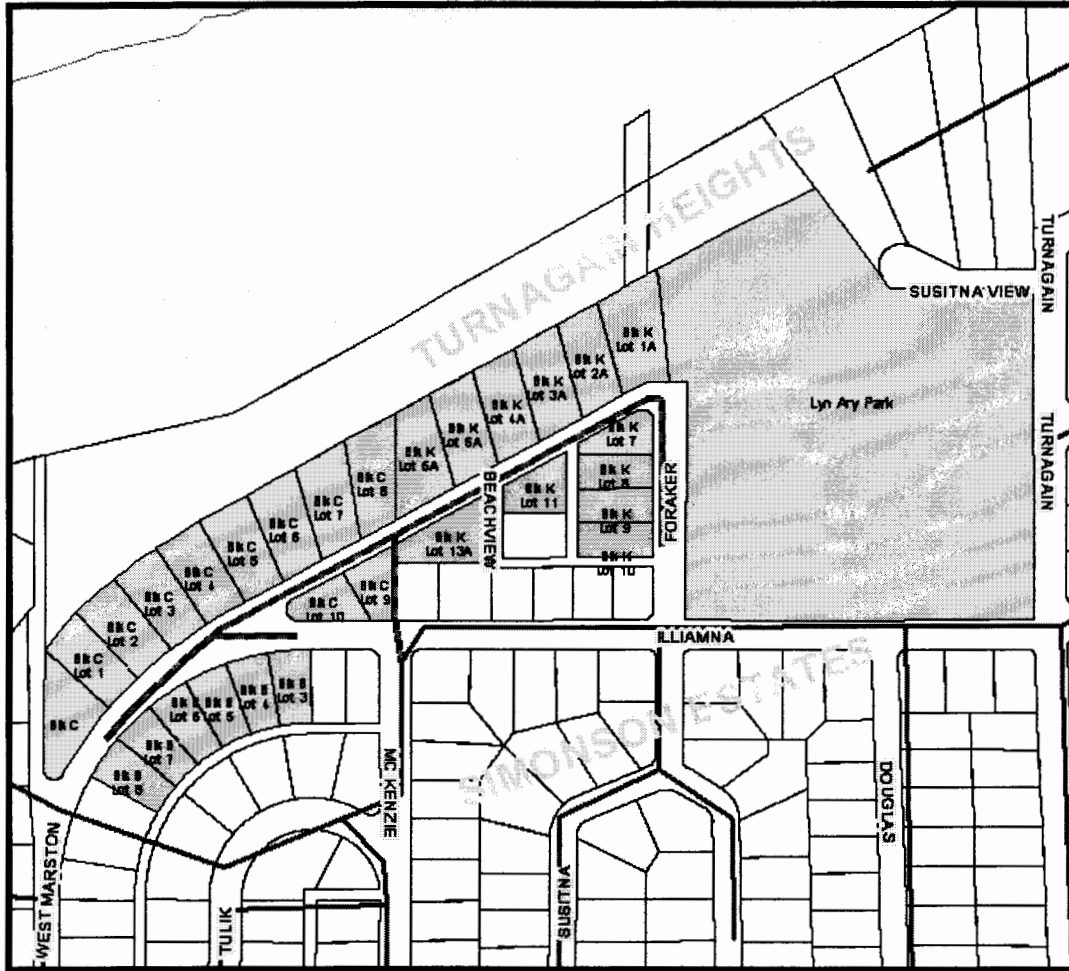 TURNAGAIN HEIGHTS
TURNAGAIN
SUSITNA VIEW
Blk K
Lot 1A
Blk K
Lot 2A
Blk K
Lot 3A
Blk K
Lot 4A
Blk K
Lot 5A
Blk K
Lot 6A
Lyn Ary Park
TURNAGAIN
Blk K
Lot 7
Blk K
Lot 8
Blk K
Lot 9
Blk K
Lot 10
FORAKER
BEACHVIEW
Blk K
Lot 11
Blk K
Lot 13A
Blk C
Lot 8
Blk C
Lot 7
Blk C
Lot 6
Blk C
Lot 5
Blk C
Lot 4
Blk C
Lot 3
Blk C
Lot 2
Blk C
Lot 1
Blk C
Blk C
Lot 9
Blk C
Lot 10
ILLIAMNA
SIMONSON ESTATES
Blk B
Lot 3
Blk B
Lot 4
Blk B
Lot 5
Blk B
Lot 6
Blk B
Lot 7
Blk B
Lot 8
MC KENZIE
DOUGLAS
WEST MARSTON
TULIK
SUSITNA